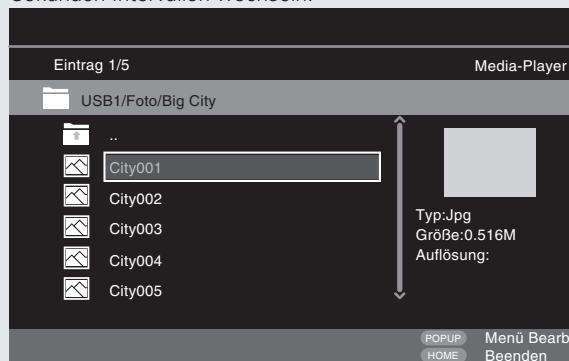 Eintrag 1/5 Media-Player
USB1/Foto/Big City
..
City001
City002
City003
City004
City005
Typ:Jpg
Größe:0.516M
Auflösung:
POPUP Menü Bearb
HOME Beenden